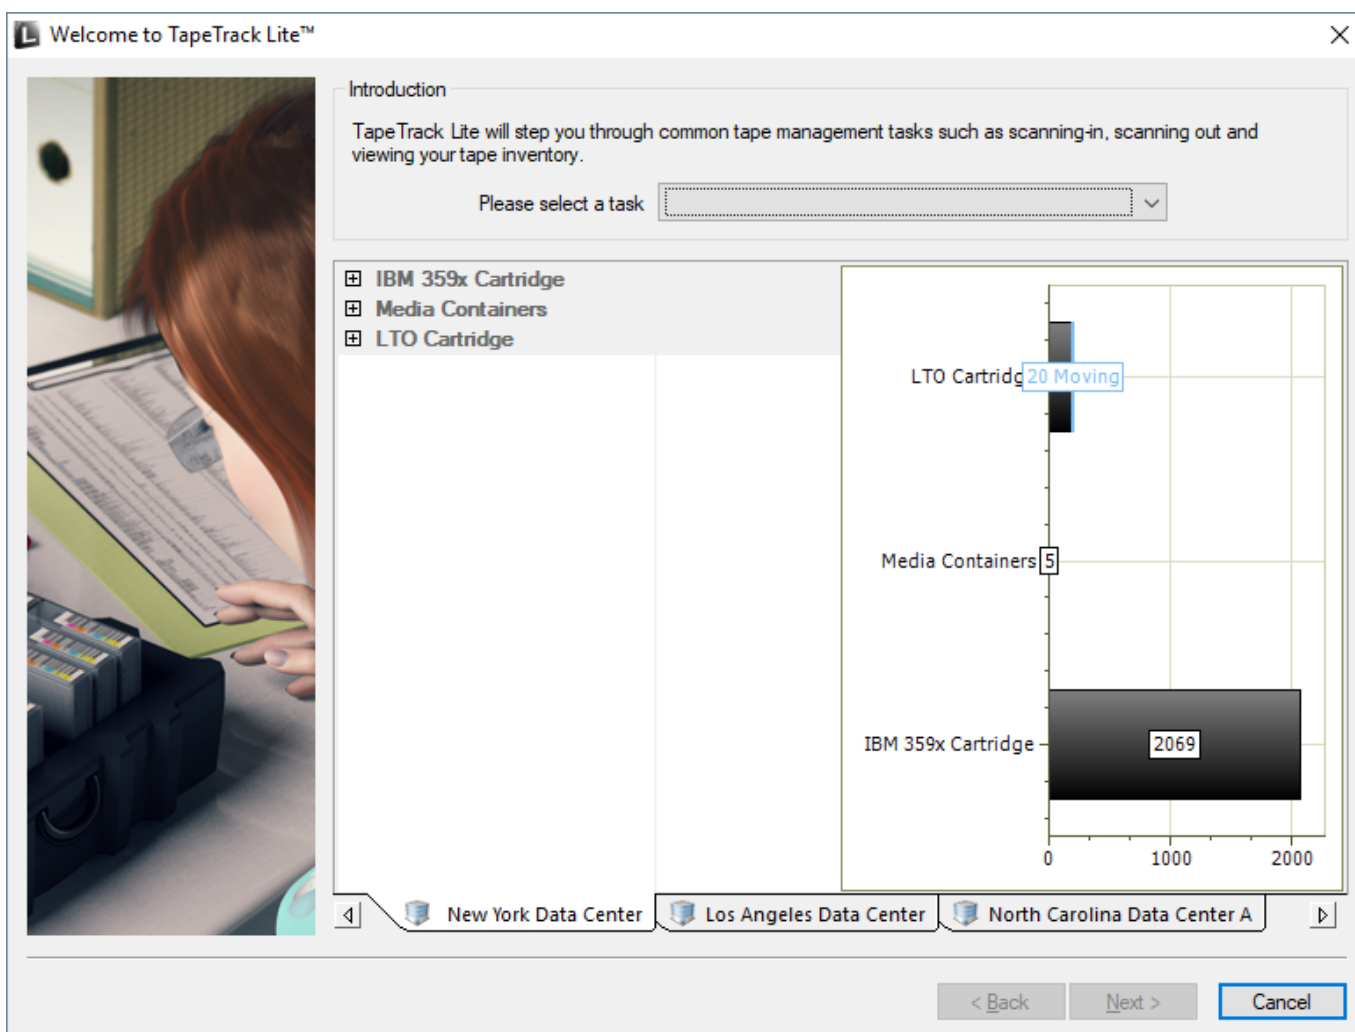 Welcome to TapeTrack Lite™
Introduction
TapeTrack Lite will step you through common tape management tasks such as scanning-in, scanning out and
viewing your tape inventory.
Please select a task
IBM 359x Cartridge
Media Containers
LTO Cartridge
LTO Cartridg
20 Moving
Media Containers
5
IBM 359x Cartridge
2069
0 1000 2000
New York Data Center
Los Angeles Data Center
North Carolina Data Center A
< Back
Next >
Cancel